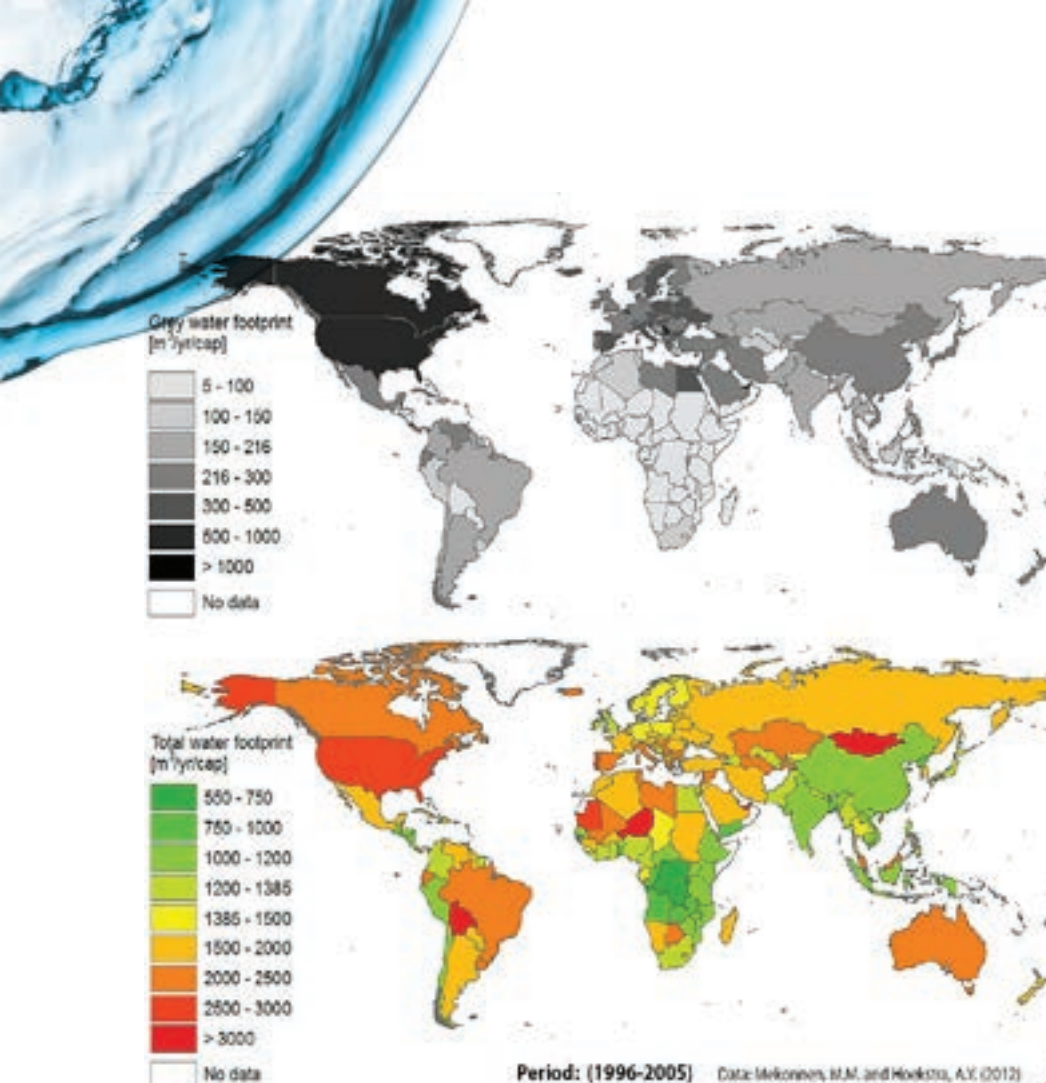 Grey water footprint
[m³/yr/cap]
5 - 100
100 - 150
150 - 216
216 - 300
300 - 500
500 - 1000
> 1000
No data
Total water footprint
[m³/yr/cap]
550 - 750
750 - 1000
1000 - 1200
1200 - 1385
1385 - 1500
1500 - 2000
2000 - 2500
2500 - 3000
> 3000
No data
Period: (1996-2005) Data: Mekonnen, M.M. and Hoekstra, A.Y. (2012)